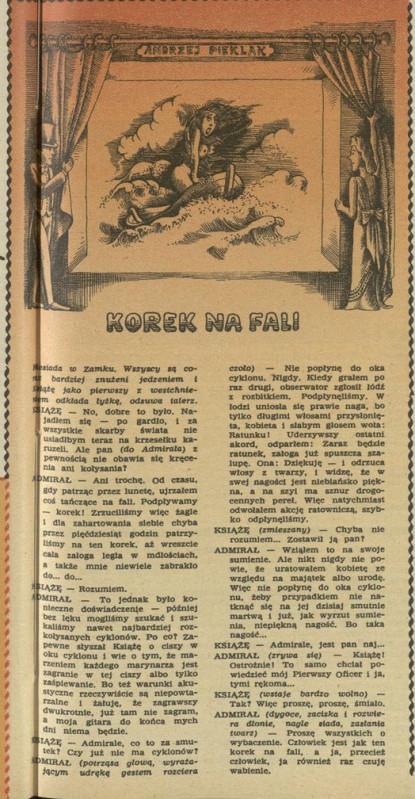 ANDRZEJ PIEKLAK
KOREK NA FALI
Biesiada w Zamku. Wszyscy są co-
raz bardziej znużeni jedzeniem i
Książę jako pierwszy z westchnie-
niem odkłada łyżkę, odsuwa talerz.
KSIĄŻĘ — No, dobre to było. Na-
jadłem się — po gardło, i za
wszystkie skarby świata nie
usiadłbym teraz na krzesełku ka-
ruzeli. Ale pan (do Admirała) z
pewnością nie obawia się kręce-
nia ani kołysania?
ADMIRAŁ — Ani trochę. Od czasu,
gdy patrząc przez lunetę, ujrzałem
coś tańczące na fali. Podpływamy
— korek! Zrzuciliśmy więc żagle
i dla zahartowania siebie chyba
przez pięćdziesiąt godzin patrzy-
liśmy na ten korek, aż wreszcie
cała załoga legła w mdłościach,
a także mnie niewiele zabrakło
do... do...
KSIĄŻĘ — Rozumiem.
ADMIRAŁ — To jednak było ko-
nieczne doświadczenie — później
bez lęku mogliśmy szukać i szu-
kaliśmy nawet najbardziej roz-
kołysanych cyklonów. Po co? Za-
pewne słyszał Książę o ciszy w
oku cyklonu i wie o tym, że ma-
rzeniem każdego marynarza jest
zagranie w tej ciszy albo tylko
zaśpiewanie. Bo też warunki aku-
styczne rzeczywiście są niepowta-
rzalne i żałuję, że zagrawszy
dwukrotnie, już tam nie zagram,
a moja gitara do końca mych
dni niema będzie.
KSIĄŻĘ — Admirale, co to za smu-
tek? Czy już nie ma cyklonów?
ADMIRAŁ (potrząsa głową, wyraża-
jącym udrękę gestem rozciera
czoło) — Nie popłynę do oka
cyklonu. Nigdy. Kiedy grałem po
raz drugi, obserwator zgłosił łódź
z rozbitkiem. Podpłynęliśmy. W
łodzi uniosła się prawie naga, bo
tylko długimi włosami przysłonię-
ta, kobieta i słabym głosem woła:
Ratunku! Uderzywszy ostatni
akord, odparłem: Zaraz będzie
ratunek, załoga już spuszcza sza-
lupę. Ona: Dziękuję — i odrzuca
włosy z twarzy, i widzę, że w
swej nagości jest niebiańsko pięk-
na, a na szyi ma sznur drogo-
cennych pereł. Więc natychmiast
odwołałem akcję ratowniczą, szyb-
ko odpłynęliśmy.
KSIĄŻĘ (zmieszany) — Chyba nie
rozumiem... Zostawił ją pan?
ADMIRAŁ — Wziąłem to na swoje
sumienie. Ale nikt nigdy nie po-
wie, że uratowałem kobietę ze
względu na majątek albo urodę.
Więc nie popłynę do oka cyklo-
nu, żeby przypadkiem nie na-
tknąć się na jej dzisiaj smutnie
martwą i już, jak wyrzut sumie-
nia, niepiękną nagość. Bo taka
nagość...
KSIĄŻĘ — Admirale, jest pan naj...
ADMIRAŁ (zrywa się) — Książę!
Ostrożnie! To samo chciał po-
wiedzieć mój Pierwszy Oficer i ja,
tymi rękoma...
KSIĄŻĘ (wstaje bardzo wolno) —
Tak? Więc proszę, proszę, śmiało.
ADMIRAŁ (dygoce, zaciska i rozwie-
ra dłonie, nagle siada, zasłania
twarz) — Proszę wszystkich o
wybaczenie. Człowiek jest jak ten
korek na fali, a ja, przecież
człowiek, ja również raz czuję
wabienie.